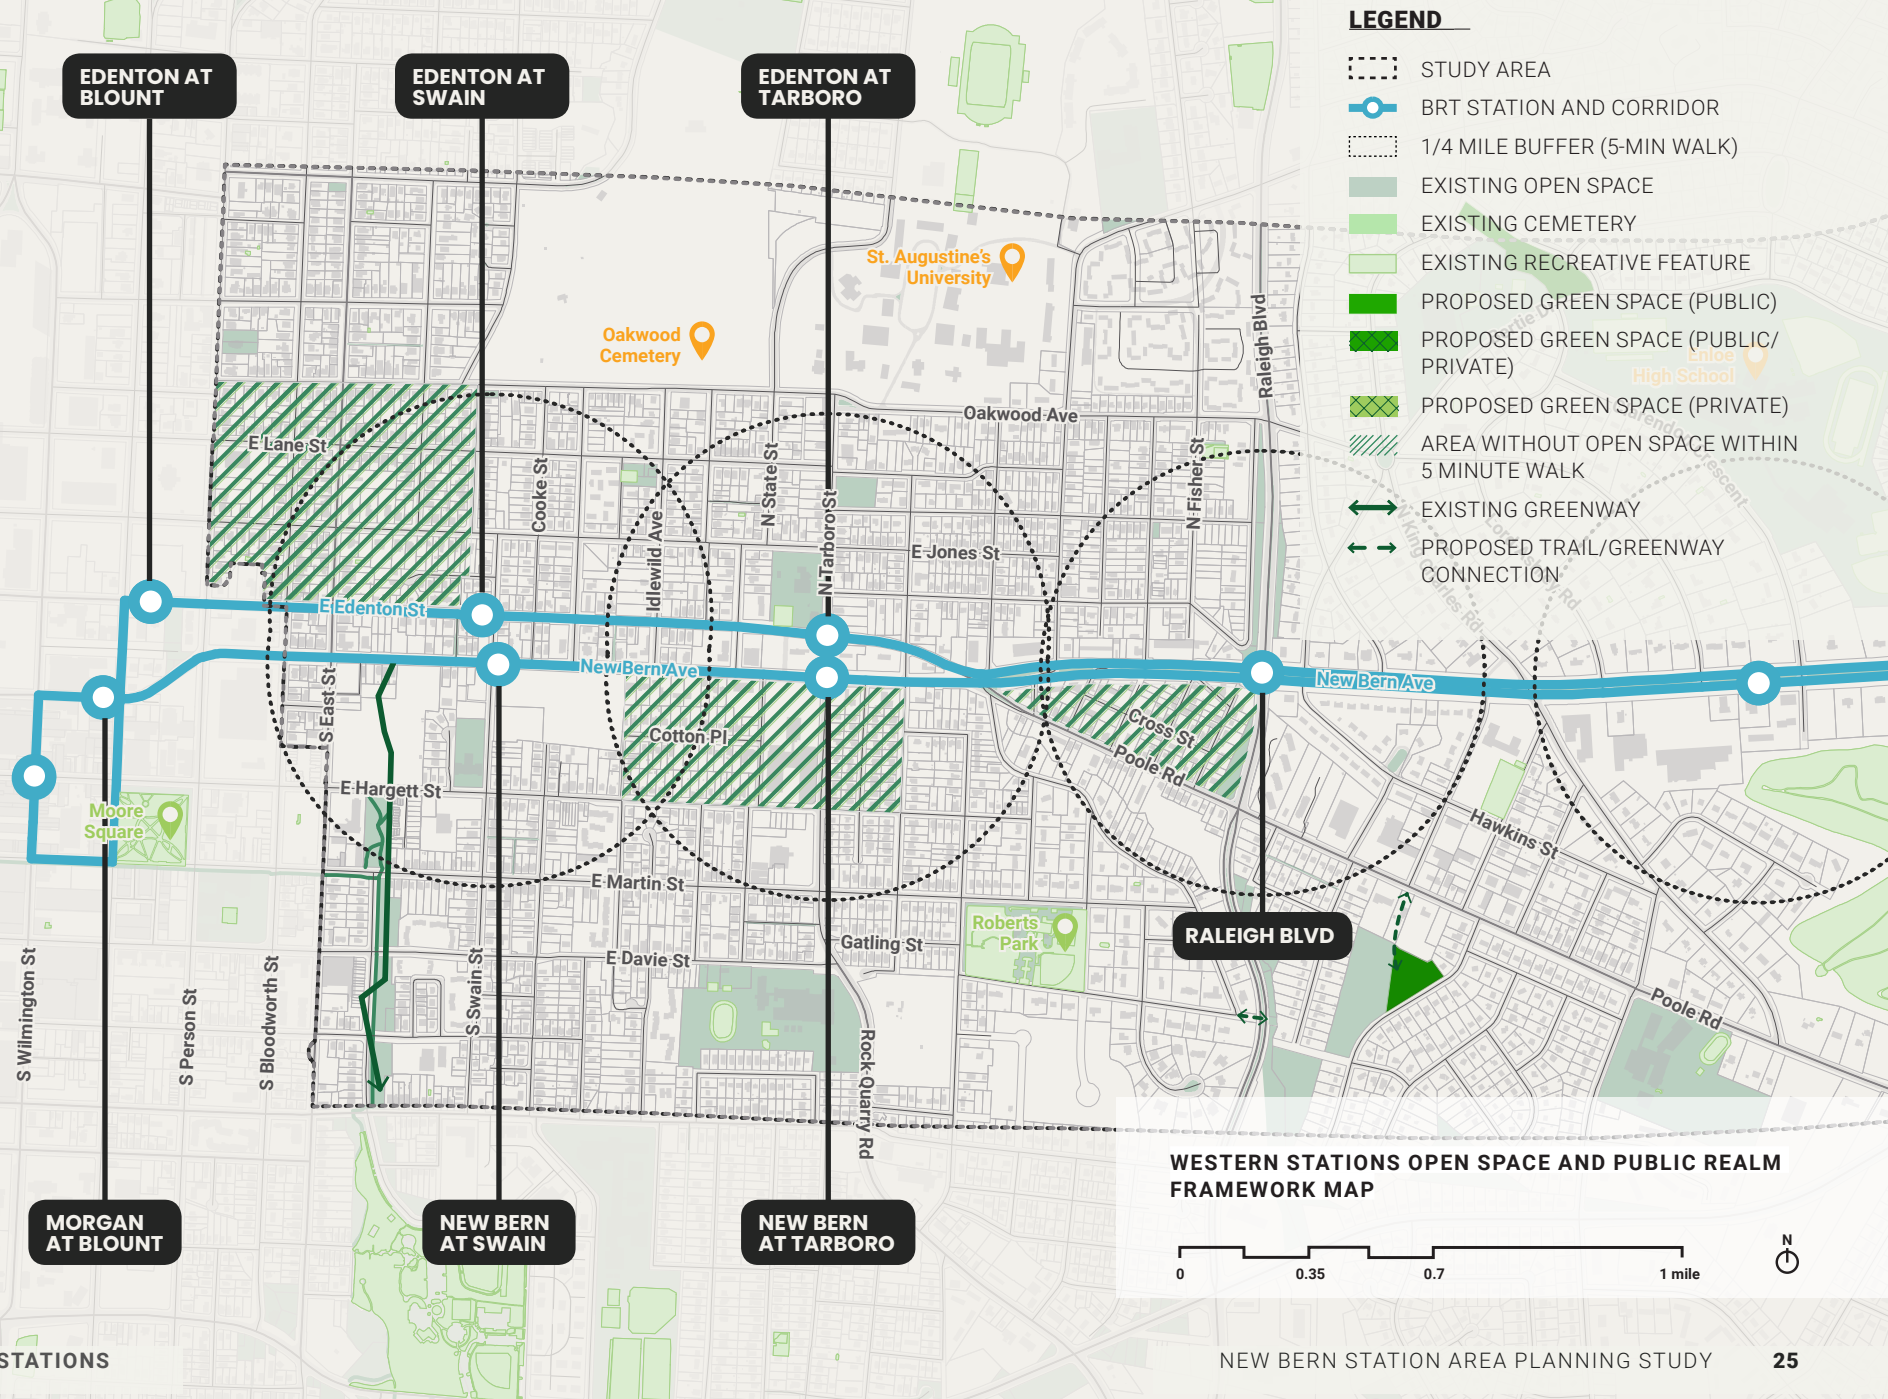 EDENTON AT
BLOUNT
EDENTON AT
SWAIN
EDENTON AT
TARBORO
LEGEND
STUDY AREA
BRT STATION AND CORRIDOR
1/4 MILE BUFFER (5-MIN WALK)
EXISTING OPEN SPACE
EXISTING CEMETERY
EXISTING RECREATIVE FEATURE
PROPOSED GREEN SPACE (PUBLIC)
PROPOSED GREEN SPACE (PUBLIC/
PRIVATE)
PROPOSED GREEN SPACE (PRIVATE)
AREA WITHOUT OPEN SPACE WITHIN
5 MINUTE WALK
EXISTING GREENWAY
PROPOSED TRAIL/GREENWAY
CONNECTION
Enloe
High School
St. Augustine's
University
Oakwood
Cemetery
Raleigh Blvd
Oakwood Ave
E Lane St
Cooke St
N State St
N Fisher St
Idlewild Ave
N Tarboro St
E Jones St
E Edenton St
New Bern Ave
New Bern Ave
S East St
Cotton Pl
Cross St
Poole Rd
E Hargett St
Moore
Square
Hawkins St
E Martin St
Roberts
Park
Gatling St
RALEIGH BLVD
E Davie St
S Wilmington St
S Person St
S Bloodworth St
S Swain St
Rock Quarry Rd
Poole Rd
MORGAN
AT BLOUNT
NEW BERN
AT SWAIN
NEW BERN
AT TARBORO
WESTERN STATIONS OPEN SPACE AND PUBLIC REALM
FRAMEWORK MAP
0
0.35
0.7
1 mile
N
STATIONS
NEW BERN STATION AREA PLANNING STUDY
25